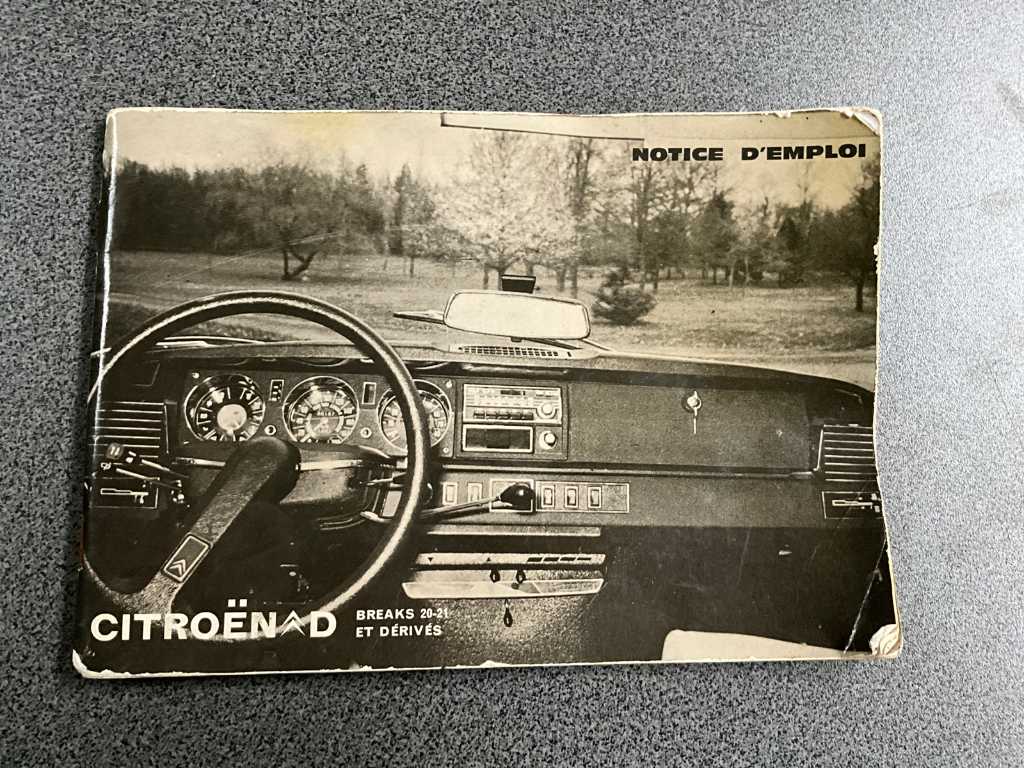 NOTICE D'EMPLOI
CITROËN D
BREAKS 20-21
ET DÉRIVÉS